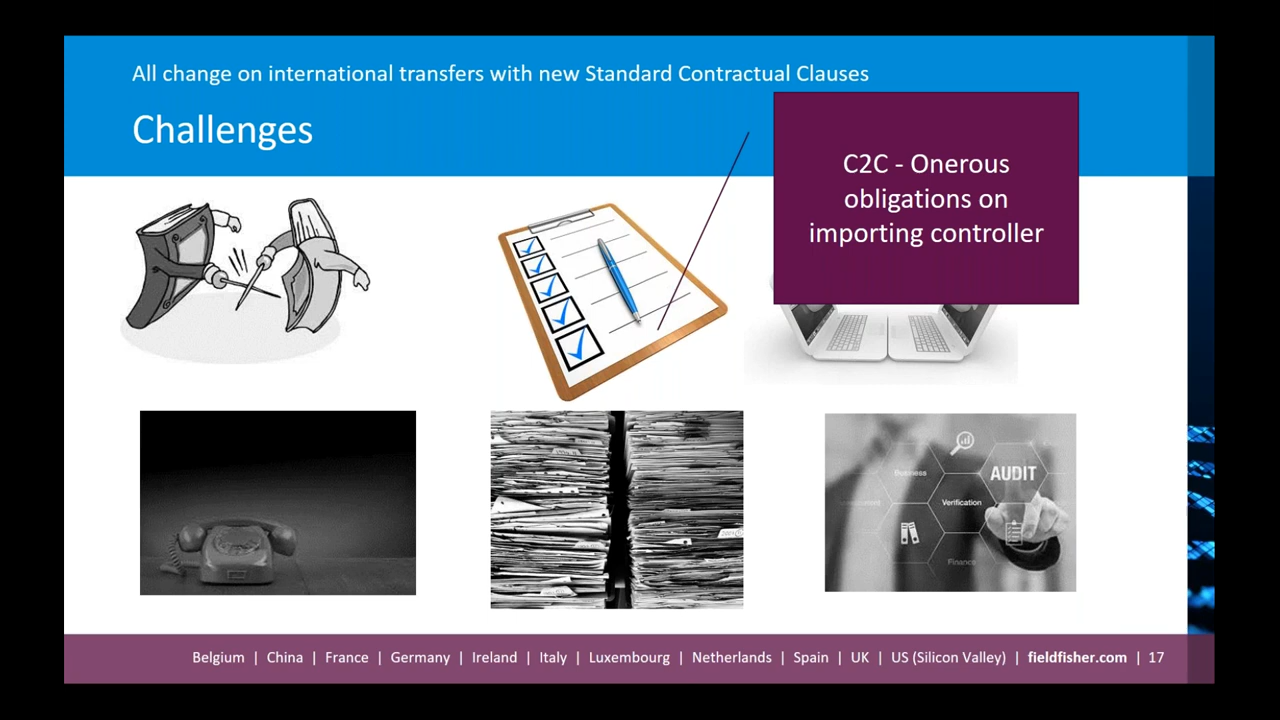 All change on international transfers with new Standard Contractual Clauses
Challenges
C2C - Onerous
obligations on
importing controller
Business
AUDIT
Verification
Finance
Belgium | China | France | Germany | Ireland | Italy | Luxembourg | Netherlands | Spain | UK | US (Silicon Valley) | fieldfisher.com | 17